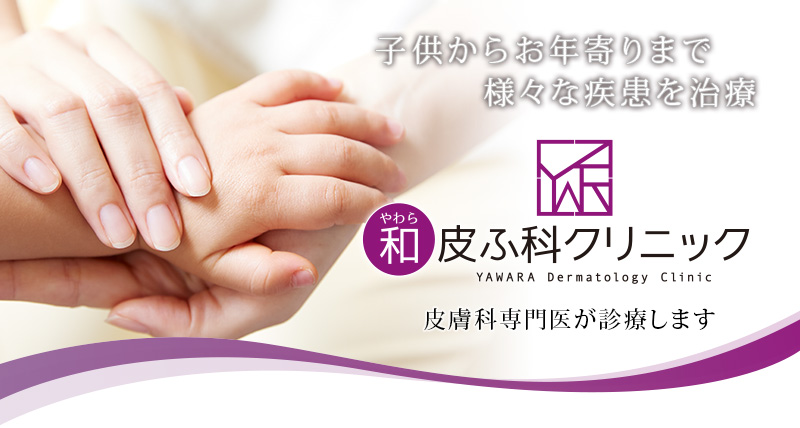 子供からお年寄りまで
様々な疾患を治療
やわら
和皮ふ科クリニック
YAWARA Dermatology Clinic
皮膚科専門医が診療します